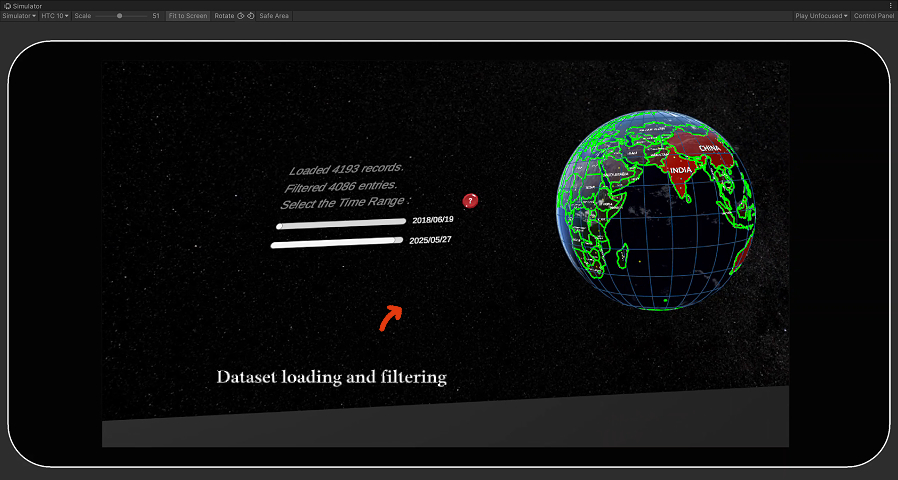 Simulator
Simulator HTC 10 Scale 51 Fit to Screen Rotate Safe Area Play Unfocused Control Panel
Loaded 4193 records.
Filtered 4086 entries.
Select the Time Range :
?
2018/06/19
2025/05/27
CHINA
INDIA
Dataset loading and filtering